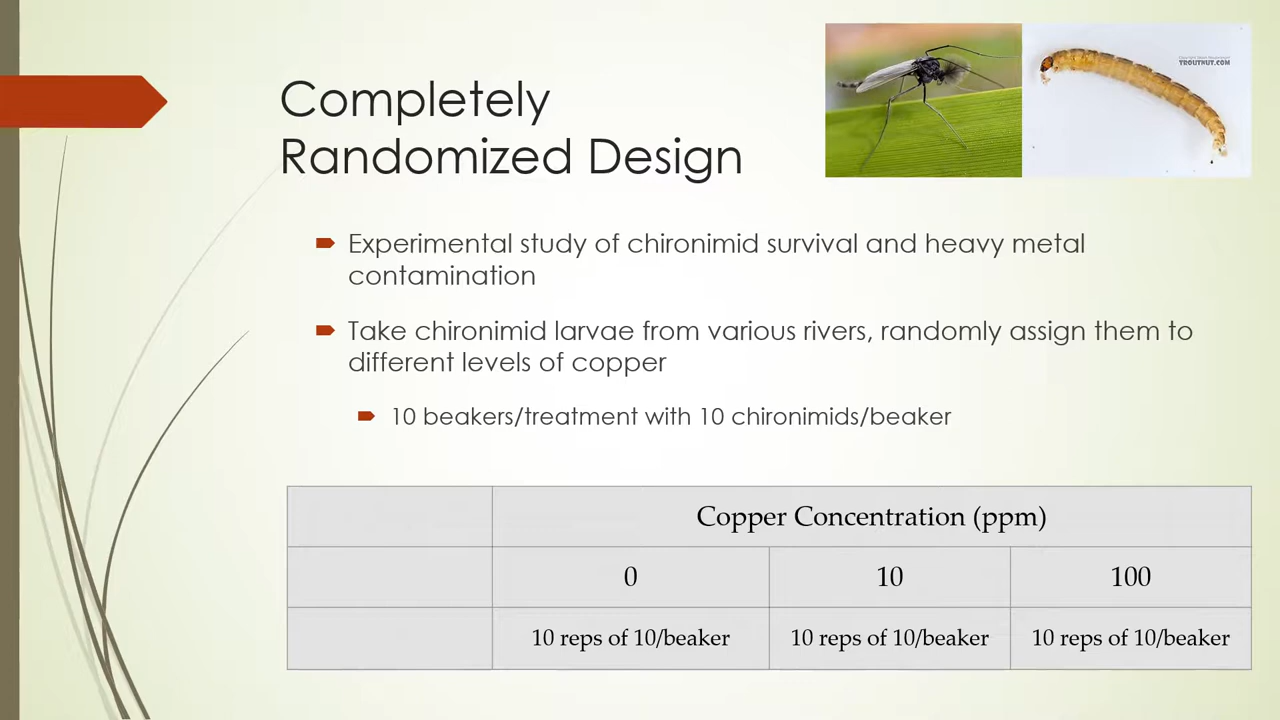 Completely
Randomized Design
TROUTNUT.COM
Experimental study of chironimid survival and heavy metal
contamination
Take chironimid larvae from various rivers, randomly assign them to
different levels of copper
10 beakers/treatment with 10 chironimids/beaker
Copper Concentration (ppm)
0 10 100
10 reps of 10/beaker 10 reps of 10/beaker 10 reps of 10/beaker